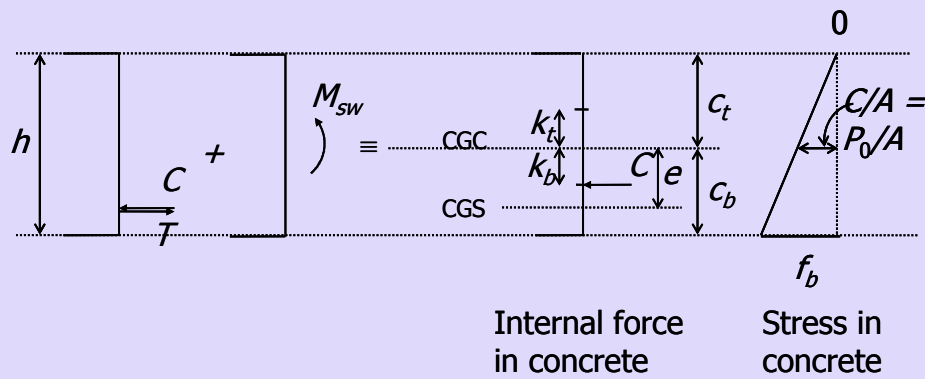 0
h
C
T
+
M_sw
≡
CGC
CGS
k_t
k_b
C
e
c_t
c_b
C/A =
P_0/A
f_b
Internal force
in concrete
Stress in
concrete